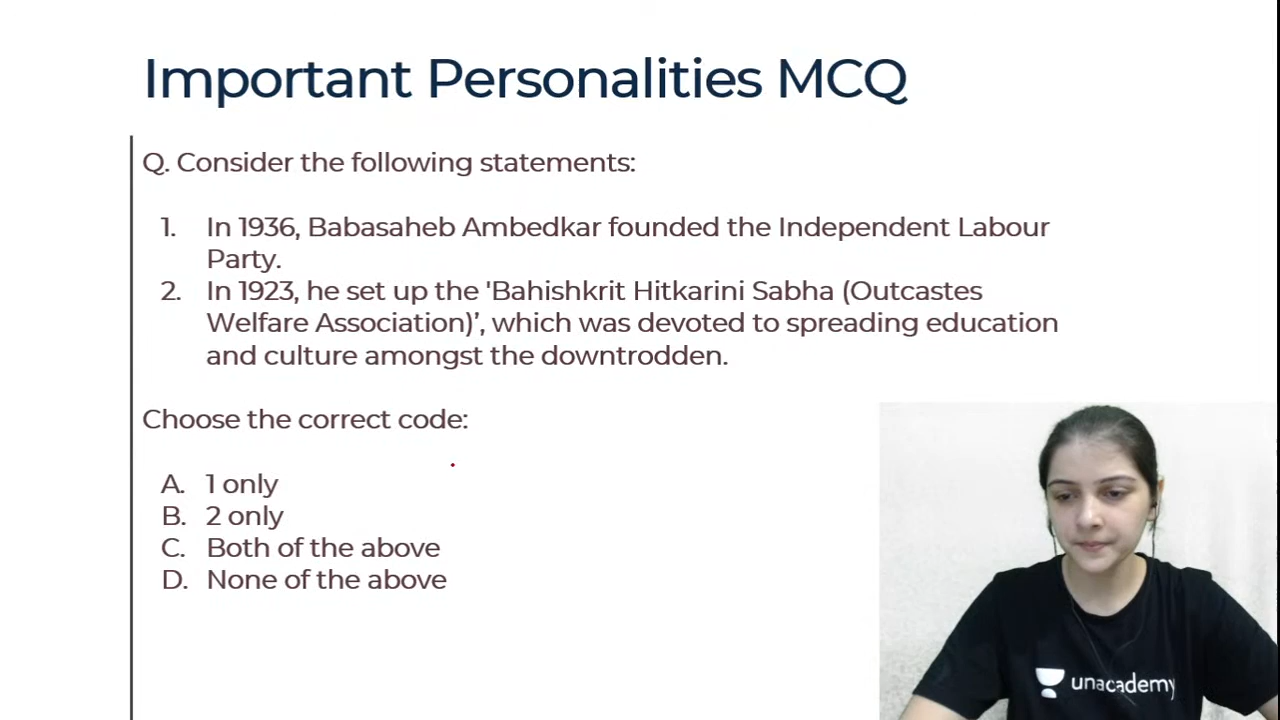 Important Personalities MCQ
Q. Consider the following statements:
1. In 1936, Babasaheb Ambedkar founded the Independent Labour
Party.
2. In 1923, he set up the 'Bahishkrit Hitkarini Sabha (Outcastes
Welfare Association)’, which was devoted to spreading education
and culture amongst the downtrodden.
Choose the correct code:
A. 1 only
B. 2 only
C. Both of the above
D. None of the above
unacademy